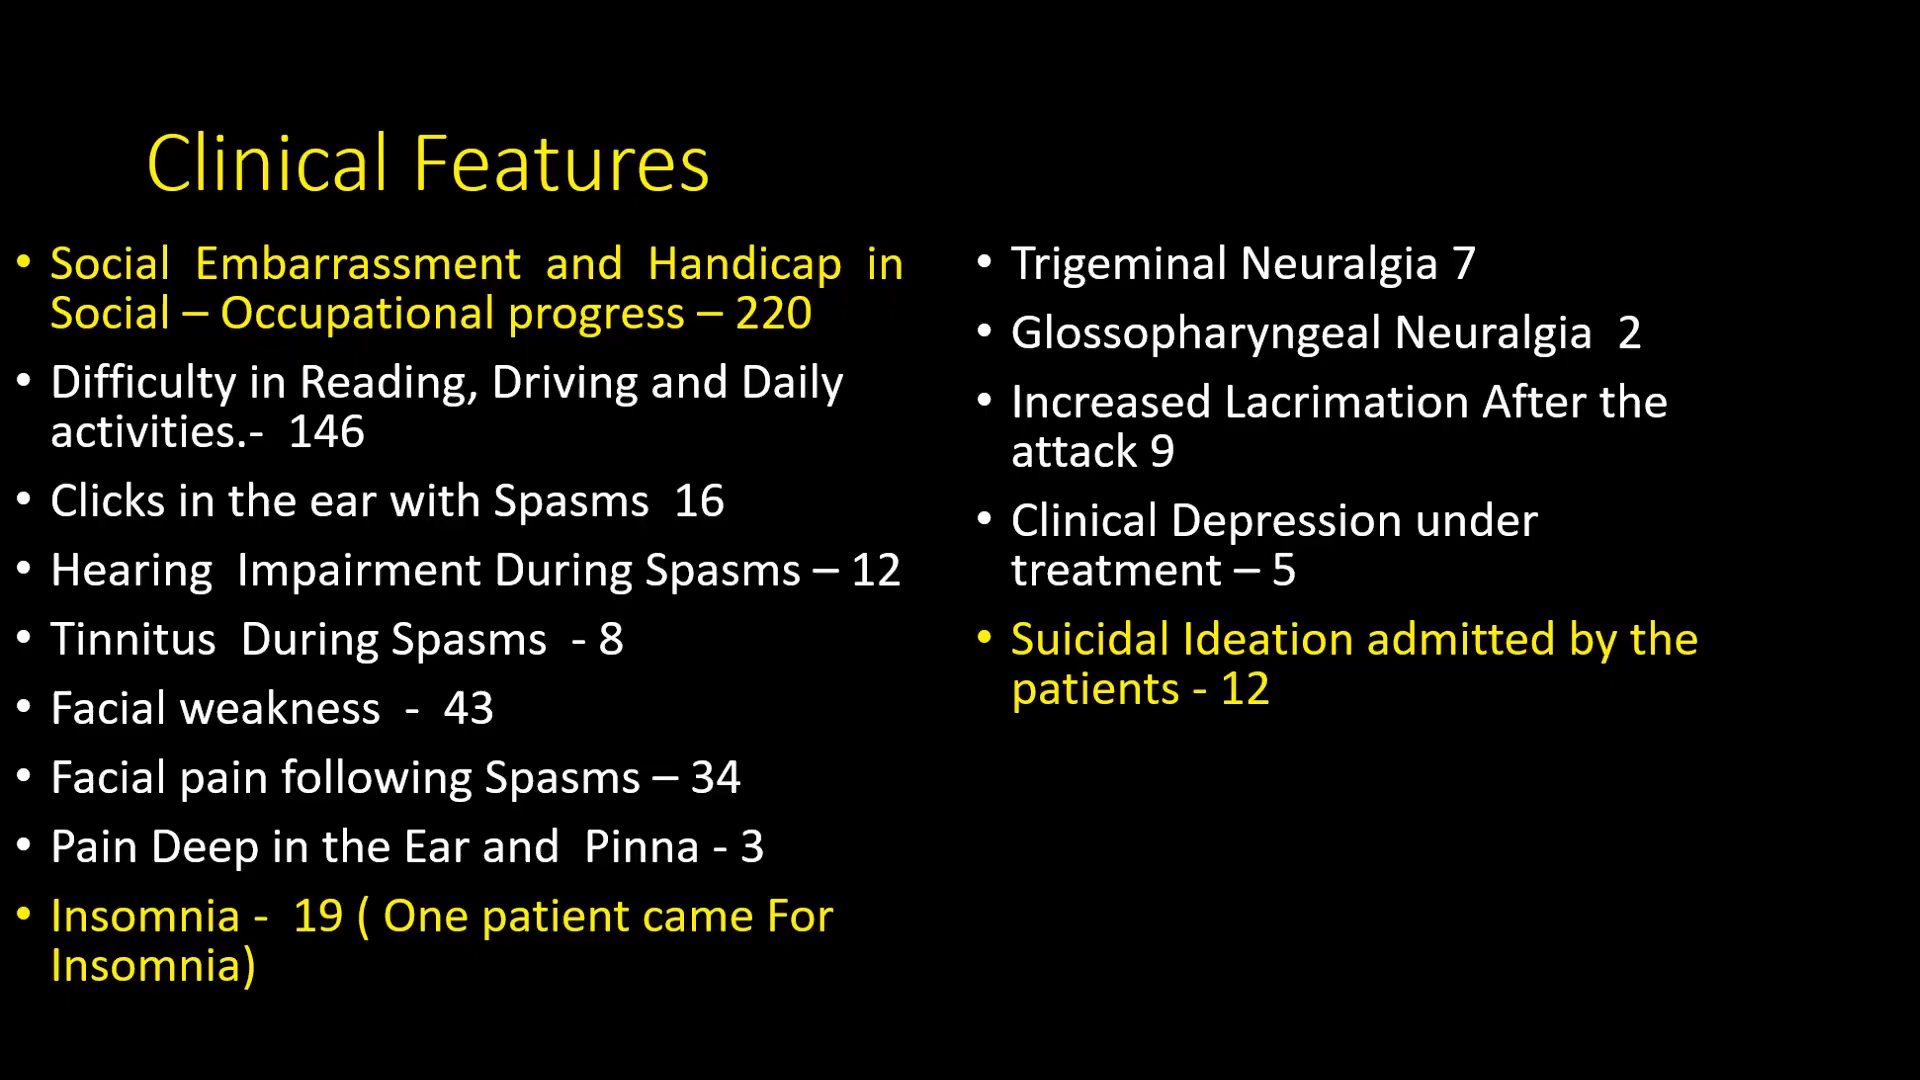 Clinical Features
• Social Embarrassment and Handicap in
Social – Occupational progress – 220
• Difficulty in Reading, Driving and Daily
activities.- 146
• Clicks in the ear with Spasms 16
• Hearing Impairment During Spasms – 12
• Tinnitus During Spasms - 8
• Facial weakness - 43
• Facial pain following Spasms – 34
• Pain Deep in the Ear and Pinna - 3
• Insomnia - 19 ( One patient came For
Insomnia)
• Trigeminal Neuralgia 7
• Glossopharyngeal Neuralgia 2
• Increased Lacrimation After the
attack 9
• Clinical Depression under
treatment – 5
• Suicidal Ideation admitted by the
patients - 12